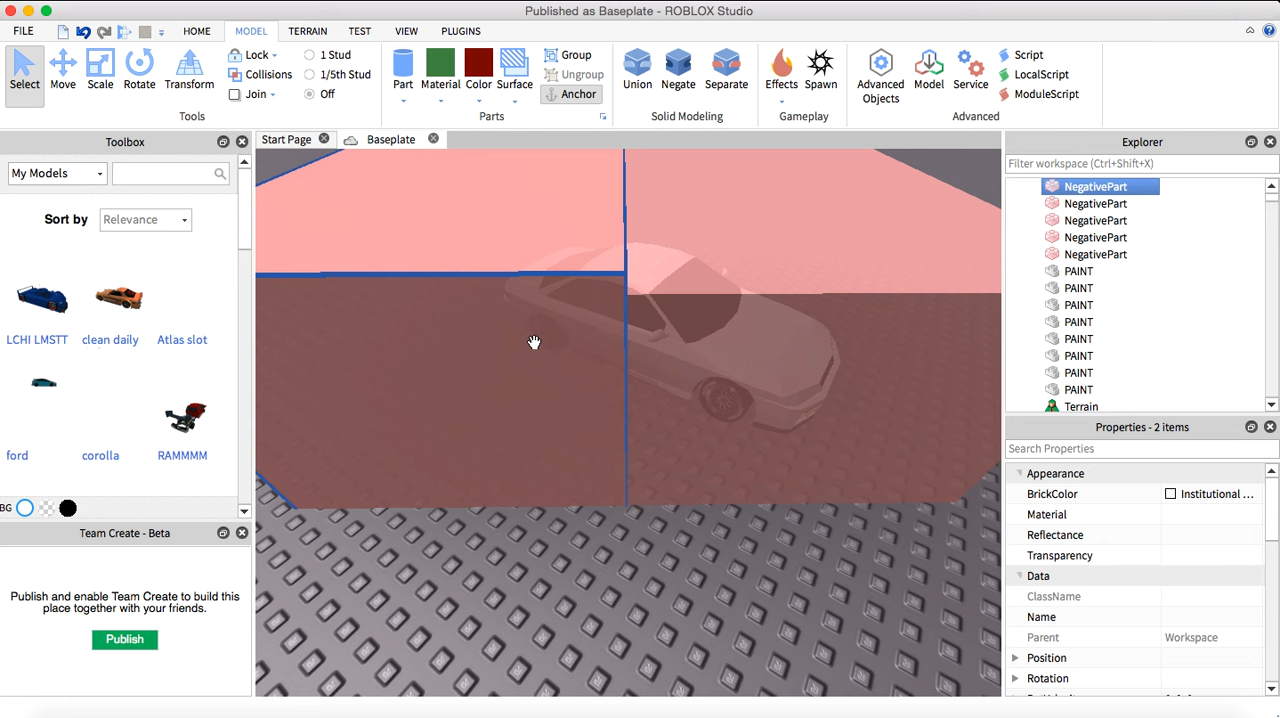 Published as Baseplate - ROBLOX Studio
FILE HOME MODEL TERRAIN TEST VIEW PLUGINS
Select Move Scale Rotate Transform
Lock
Collisions
Join
1 Stud
1/5th Stud
Off
Tools
Part Material Color Surface
Group
Ungroup
Anchor
Parts
Union Negate Separate
Solid Modeling
Effects Spawn
Gameplay
Advanced Objects Model Service
Script
LocalScript
ModuleScript
Advanced
Toolbox
My Models
Sort by Relevance
LCHI LMSTT clean daily Atlas slot
ford corolla RAMMMM
BG
Team Create - Beta
Publish and enable Team Create to build this
place together with your friends.
Publish
Start Page Baseplate
Explorer
Filter workspace (Ctrl+Shift+X)
NegativePart
NegativePart
NegativePart
NegativePart
NegativePart
PAINT
PAINT
PAINT
PAINT
PAINT
PAINT
PAINT
PAINT
Terrain
Properties - 2 items
Search Properties
Appearance
BrickColor Institutional ...
Material
Reflectance
Transparency
Data
ClassName
Name
Parent Workspace
Position
Rotation